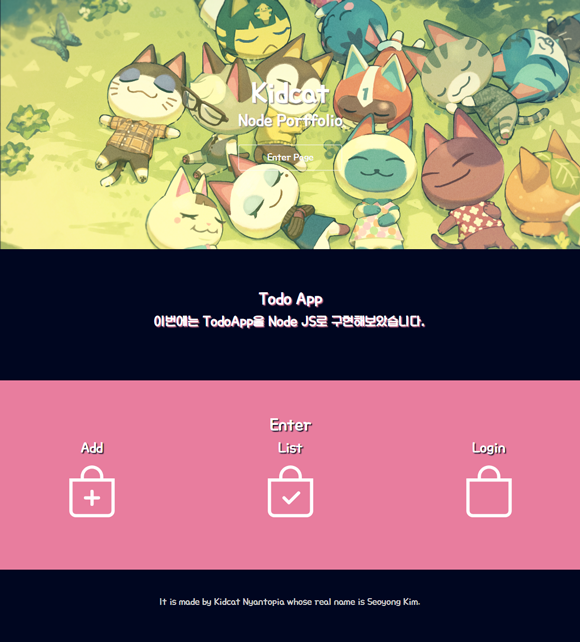 Kidcat
Node Portfolio
Enter Page
1
Todo App
이번에는 TodoApp을 Node JS로 구현해보았습니다.
Enter
Add
List
Login
It is made by Kidcat Nyantopia whose real name is Seoyong Kim.